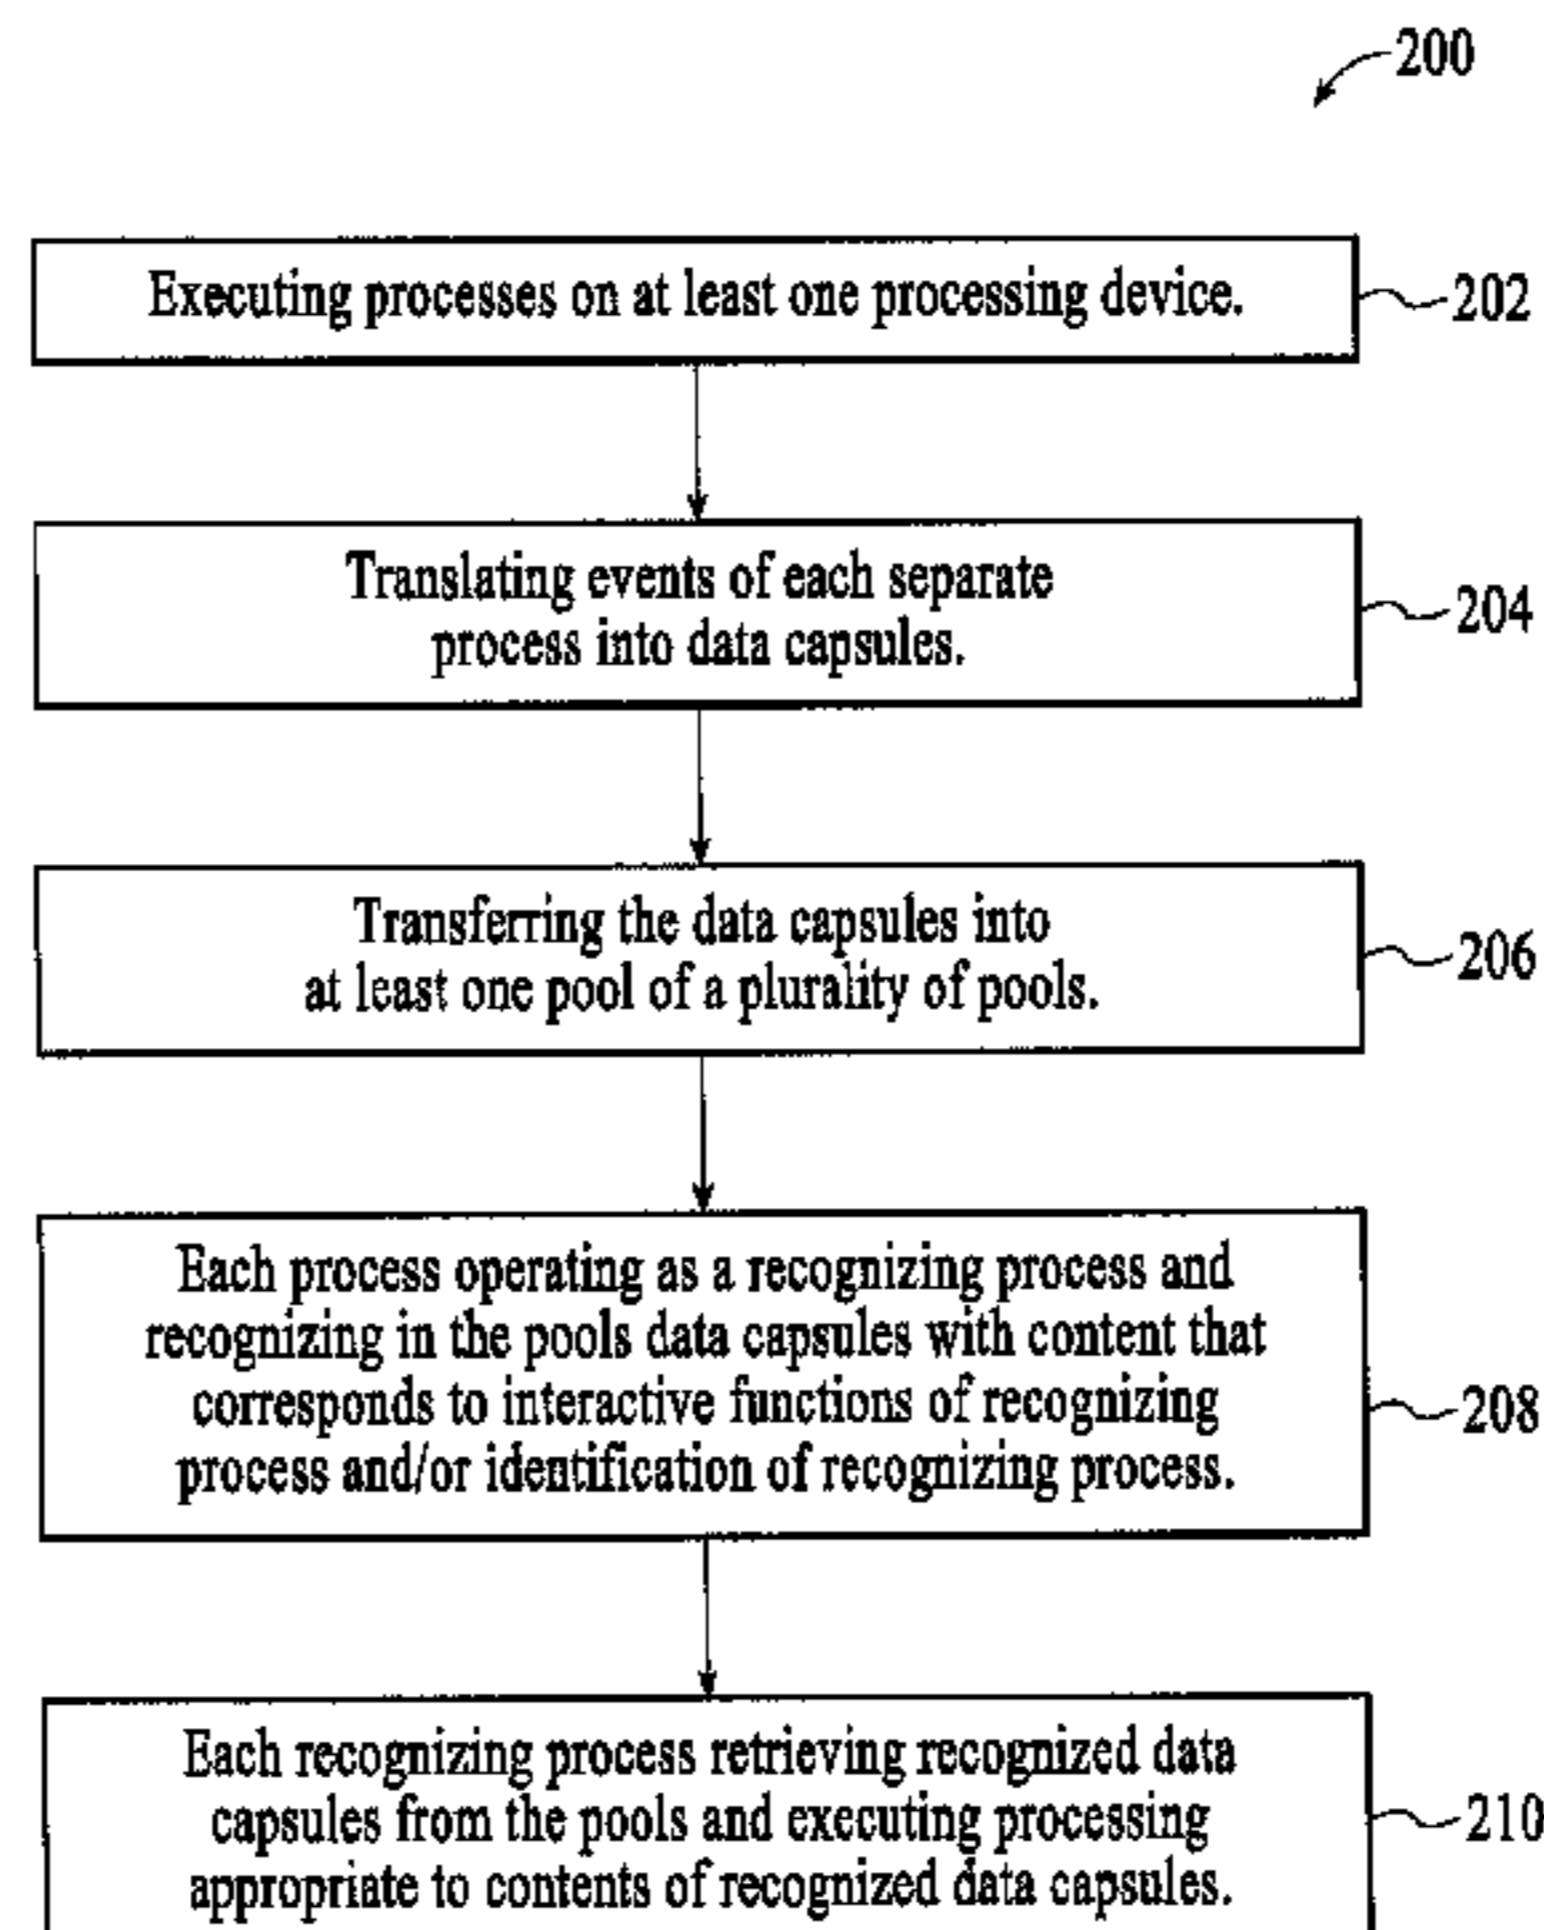 200
Executing processes on at least one processing device.
202
Translating events of each separate
process into data capsules.
204
Transferring the data capsules into
at least one pool of a plurality of pools.
206
Each process operating as a recognizing process and
recognizing in the pools data capsules with content that
corresponds to interactive functions of recognizing
process and/or identification of recognizing process.
208
Each recognizing process retrieving recognized data
capsules from the pools and executing processing
appropriate to contents of recognized data capsules.
210